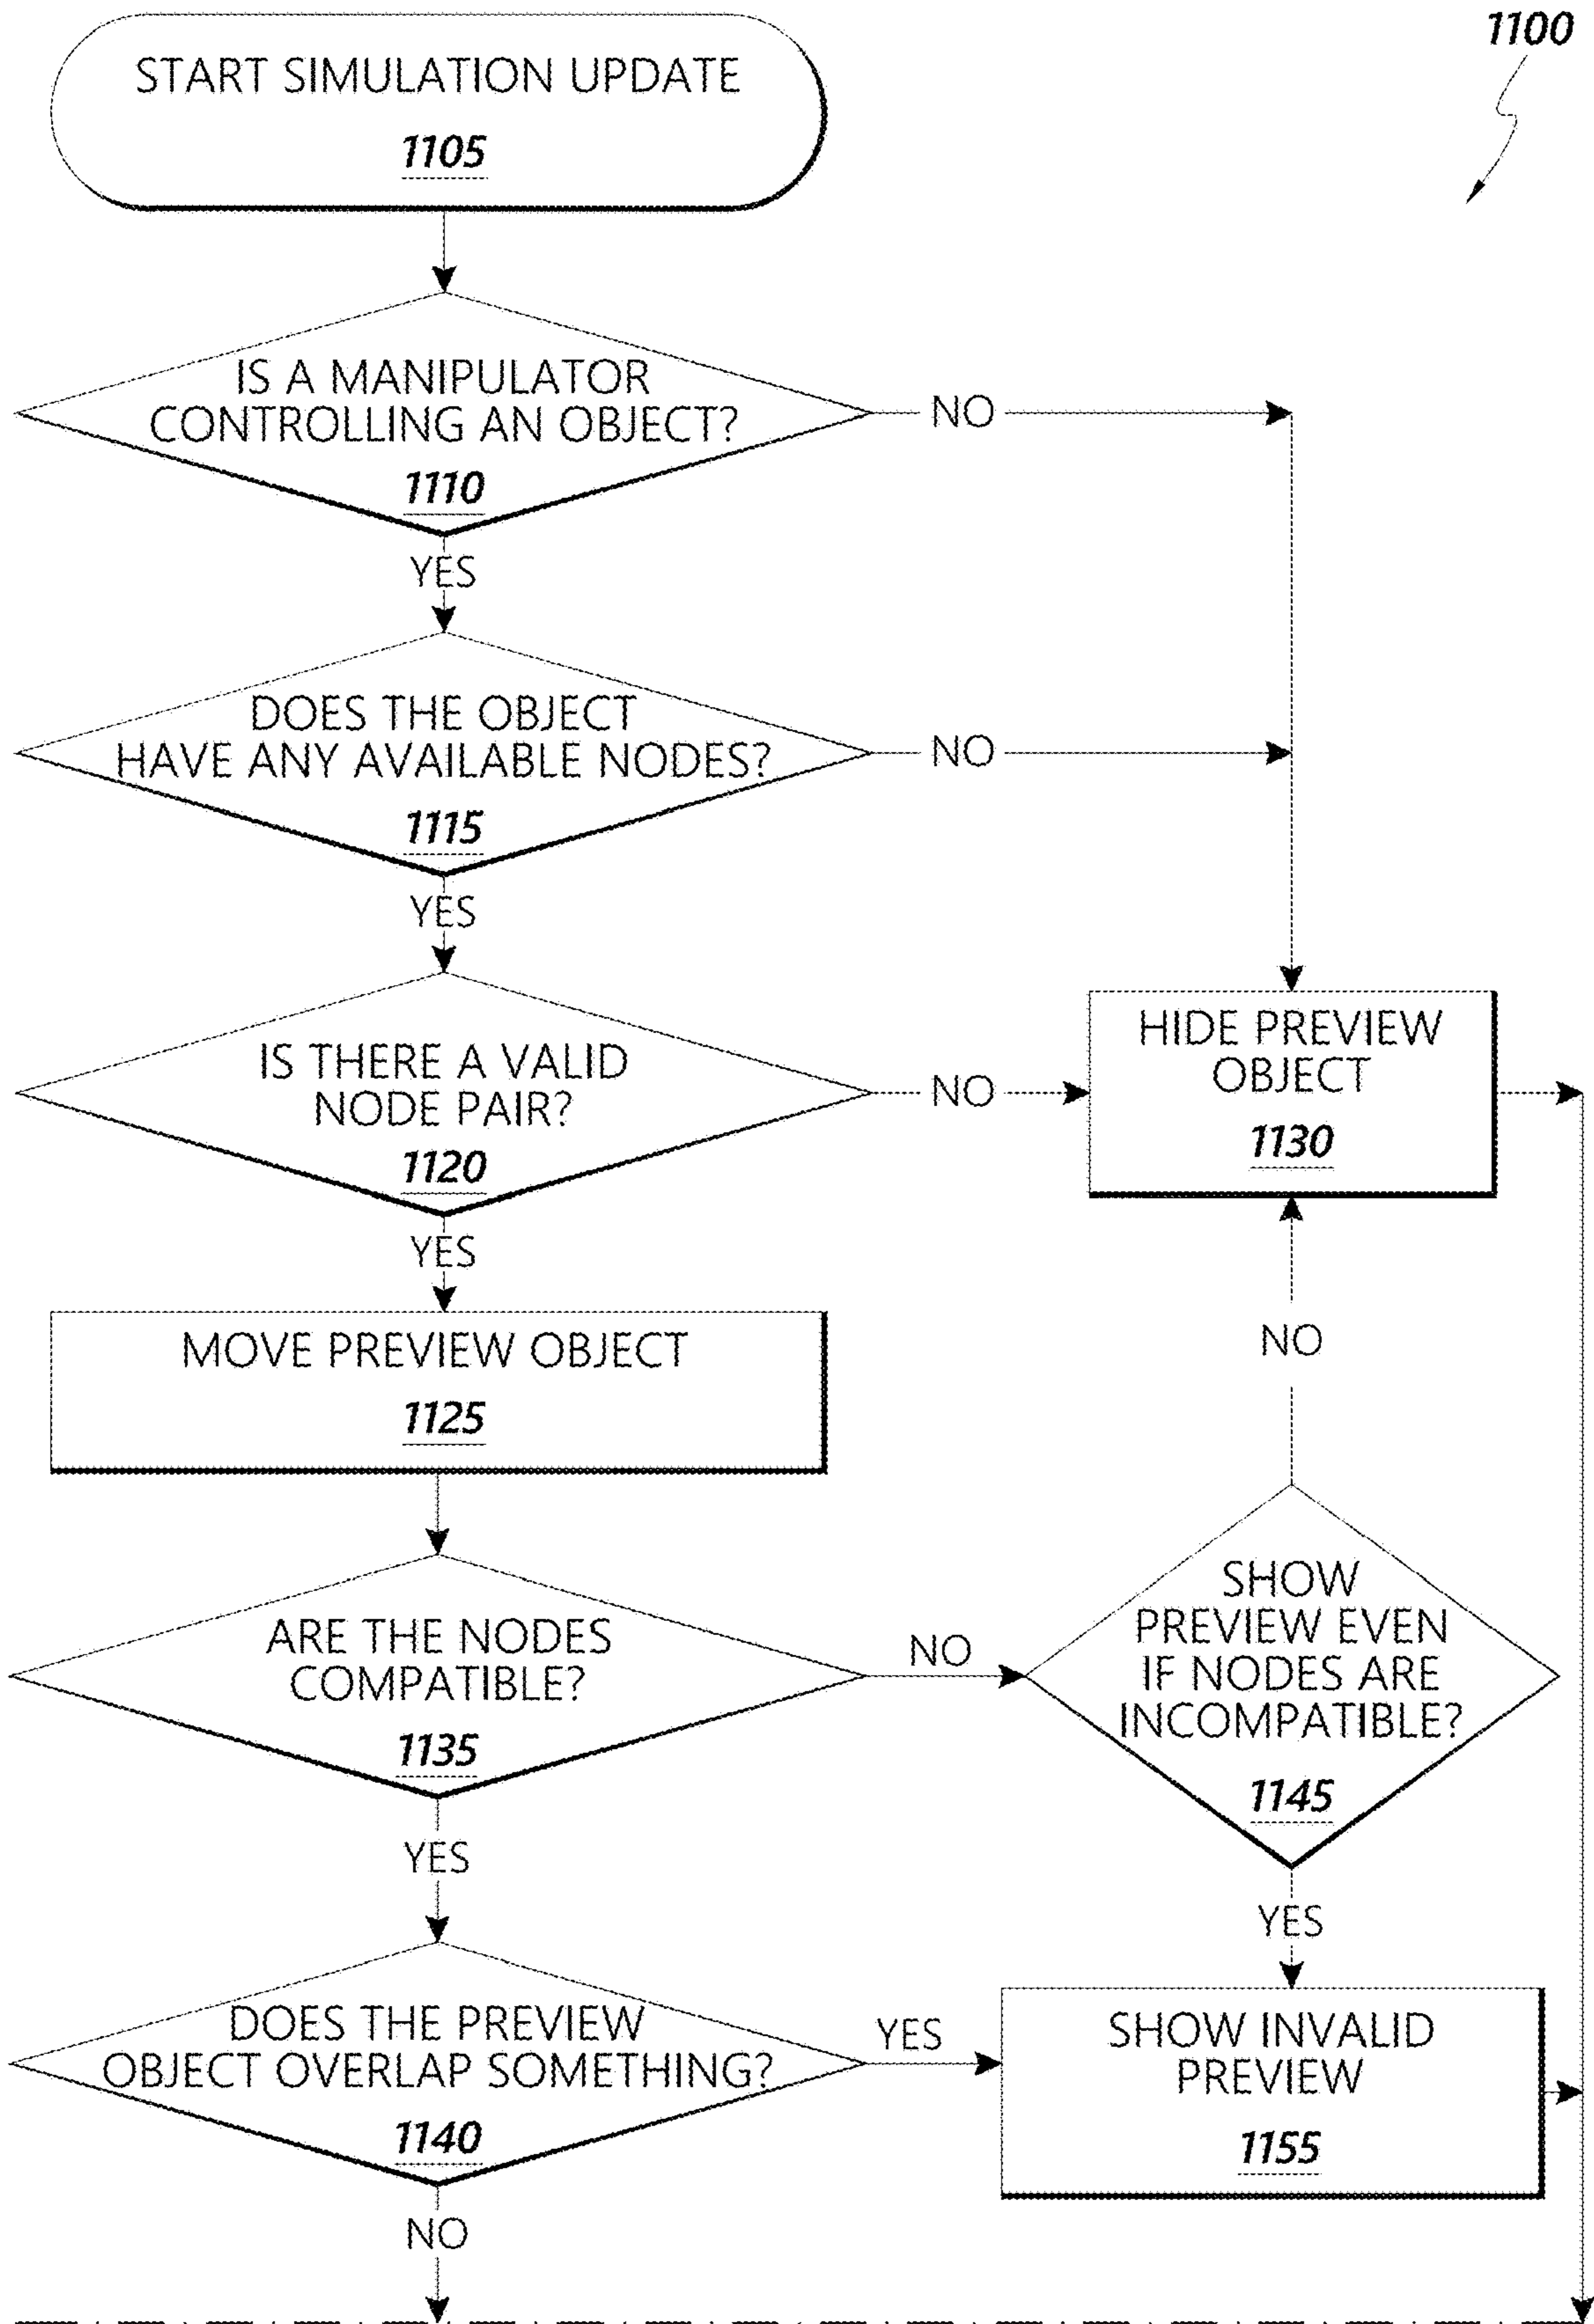 1100
START SIMULATION UPDATE
1105
IS A MANIPULATOR
CONTROLLING AN OBJECT?
1110
NO
YES
DOES THE OBJECT
HAVE ANY AVAILABLE NODES?
1115
NO
YES
IS THERE A VALID
NODE PAIR?
1120
NO
HIDE PREVIEW
OBJECT
1130
YES
MOVE PREVIEW OBJECT
1125
NO
ARE THE NODES
COMPATIBLE?
1135
NO
SHOW
PREVIEW EVEN
IF NODES ARE
INCOMPATIBLE?
1145
YES
YES
DOES THE PREVIEW
OBJECT OVERLAP SOMETHING?
1140
YES
SHOW INVALID
PREVIEW
1155
NO